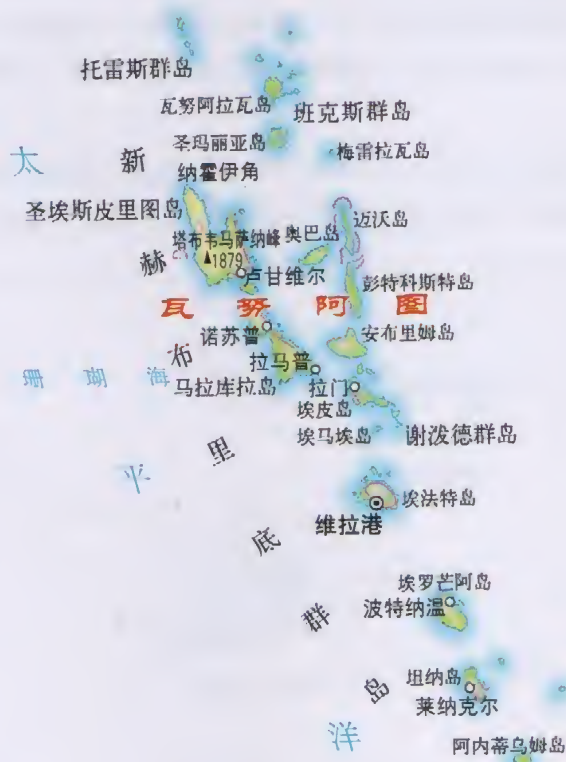 托雷斯群岛
瓦努阿拉瓦岛
班克斯群岛
圣玛丽亚岛
梅雷拉瓦岛
纳霍伊角
圣埃斯皮里图岛
迈沃岛
塔布韦马萨纳峰
▲1879
奥巴岛
卢甘维尔
彭特科斯特岛
瓦努阿图
诺苏普
安布里姆岛
拉马普
马拉库拉岛
拉门
埃皮岛
埃马埃岛
谢泼德群岛
埃法特岛
维拉港
埃罗芒阿岛
波特纳温
坦纳岛
莱纳克尔
阿内蒂乌姆岛
新赫布里底群岛
太平洋
珊瑚海